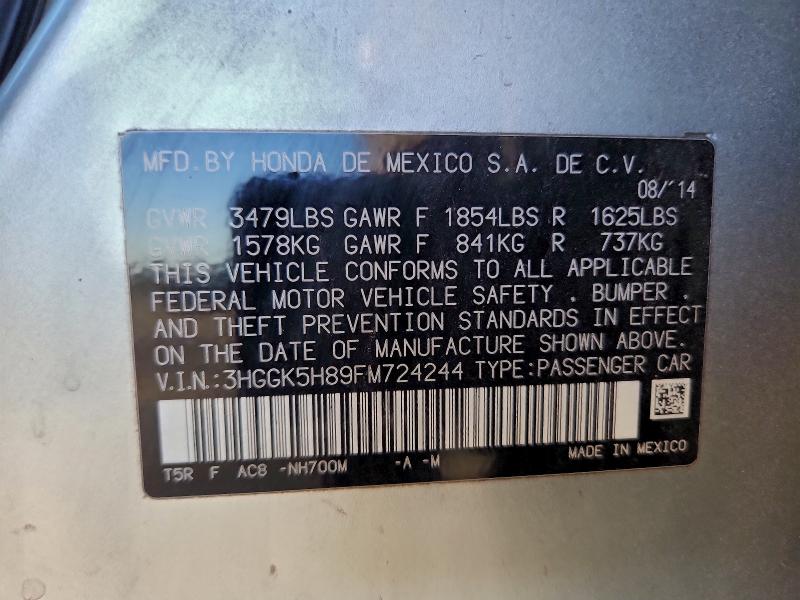 MFD. BY HONDA DE MEXICO S.A. DE C.V.
08/'14
GVWR 3479LBS GAWR F 1854LBS R 1625LBS
GVWR 1578KG GAWR F 841KG R 737KG
THIS VEHICLE CONFORMS TO ALL APPLICABLE
FEDERAL MOTOR VEHICLE SAFETY . BUMPER .
AND THEFT PREVENTION STANDARDS IN EFFECT
ON THE DATE OF MANUFACTURE SHOWN ABOVE.
V.I.N.:3HGGK5H89FM724244 TYPE:PASSENGER CAR
MADE IN MEXICO
T5R F AC8 -NH700M -A -M